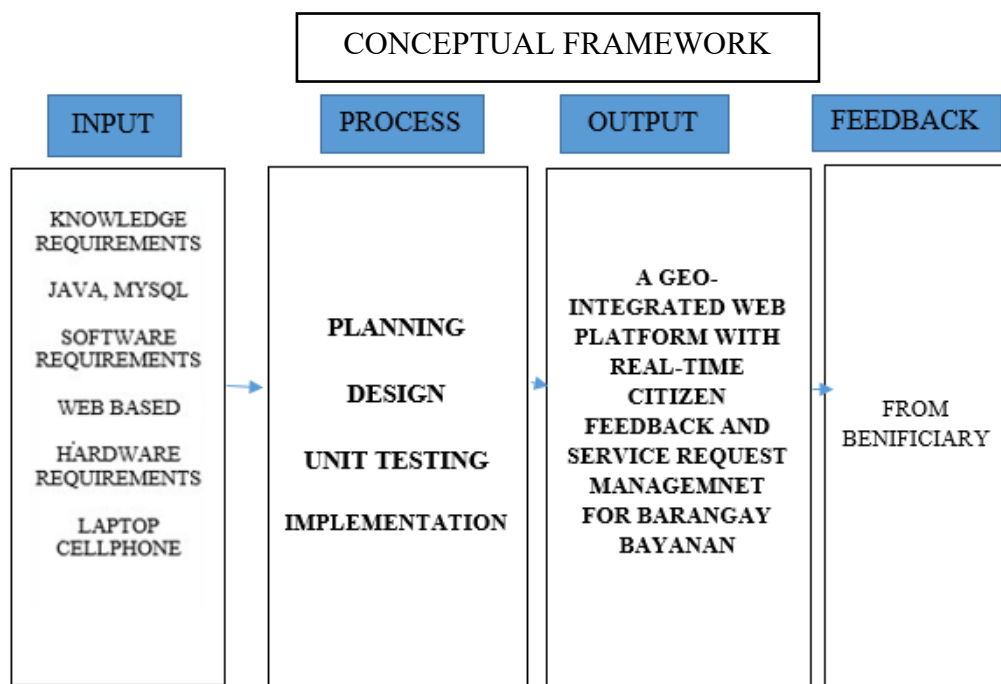 CONCEPTUAL FRAMEWORK
INPUT
KNOWLEDGE
REQUIREMENTS
JAVA, MYSQL
SOFTWARE
REQUIREMENTS
WEB BASED
HARDWARE
REQUIREMENTS
LAPTOP
CELLPHONE
PROCESS
PLANNING
DESIGN
UNIT TESTING
IMPLEMENTATION
OUTPUT
A GEO-
INTEGRATED WEB
PLATFORM WITH
REAL-TIME
CITIZEN
FEEDBACK AND
SERVICE REQUEST
MANAGEMNET
FOR BARANGAY
BAYANAN
FEEDBACK
FROM
BENIFICIARY